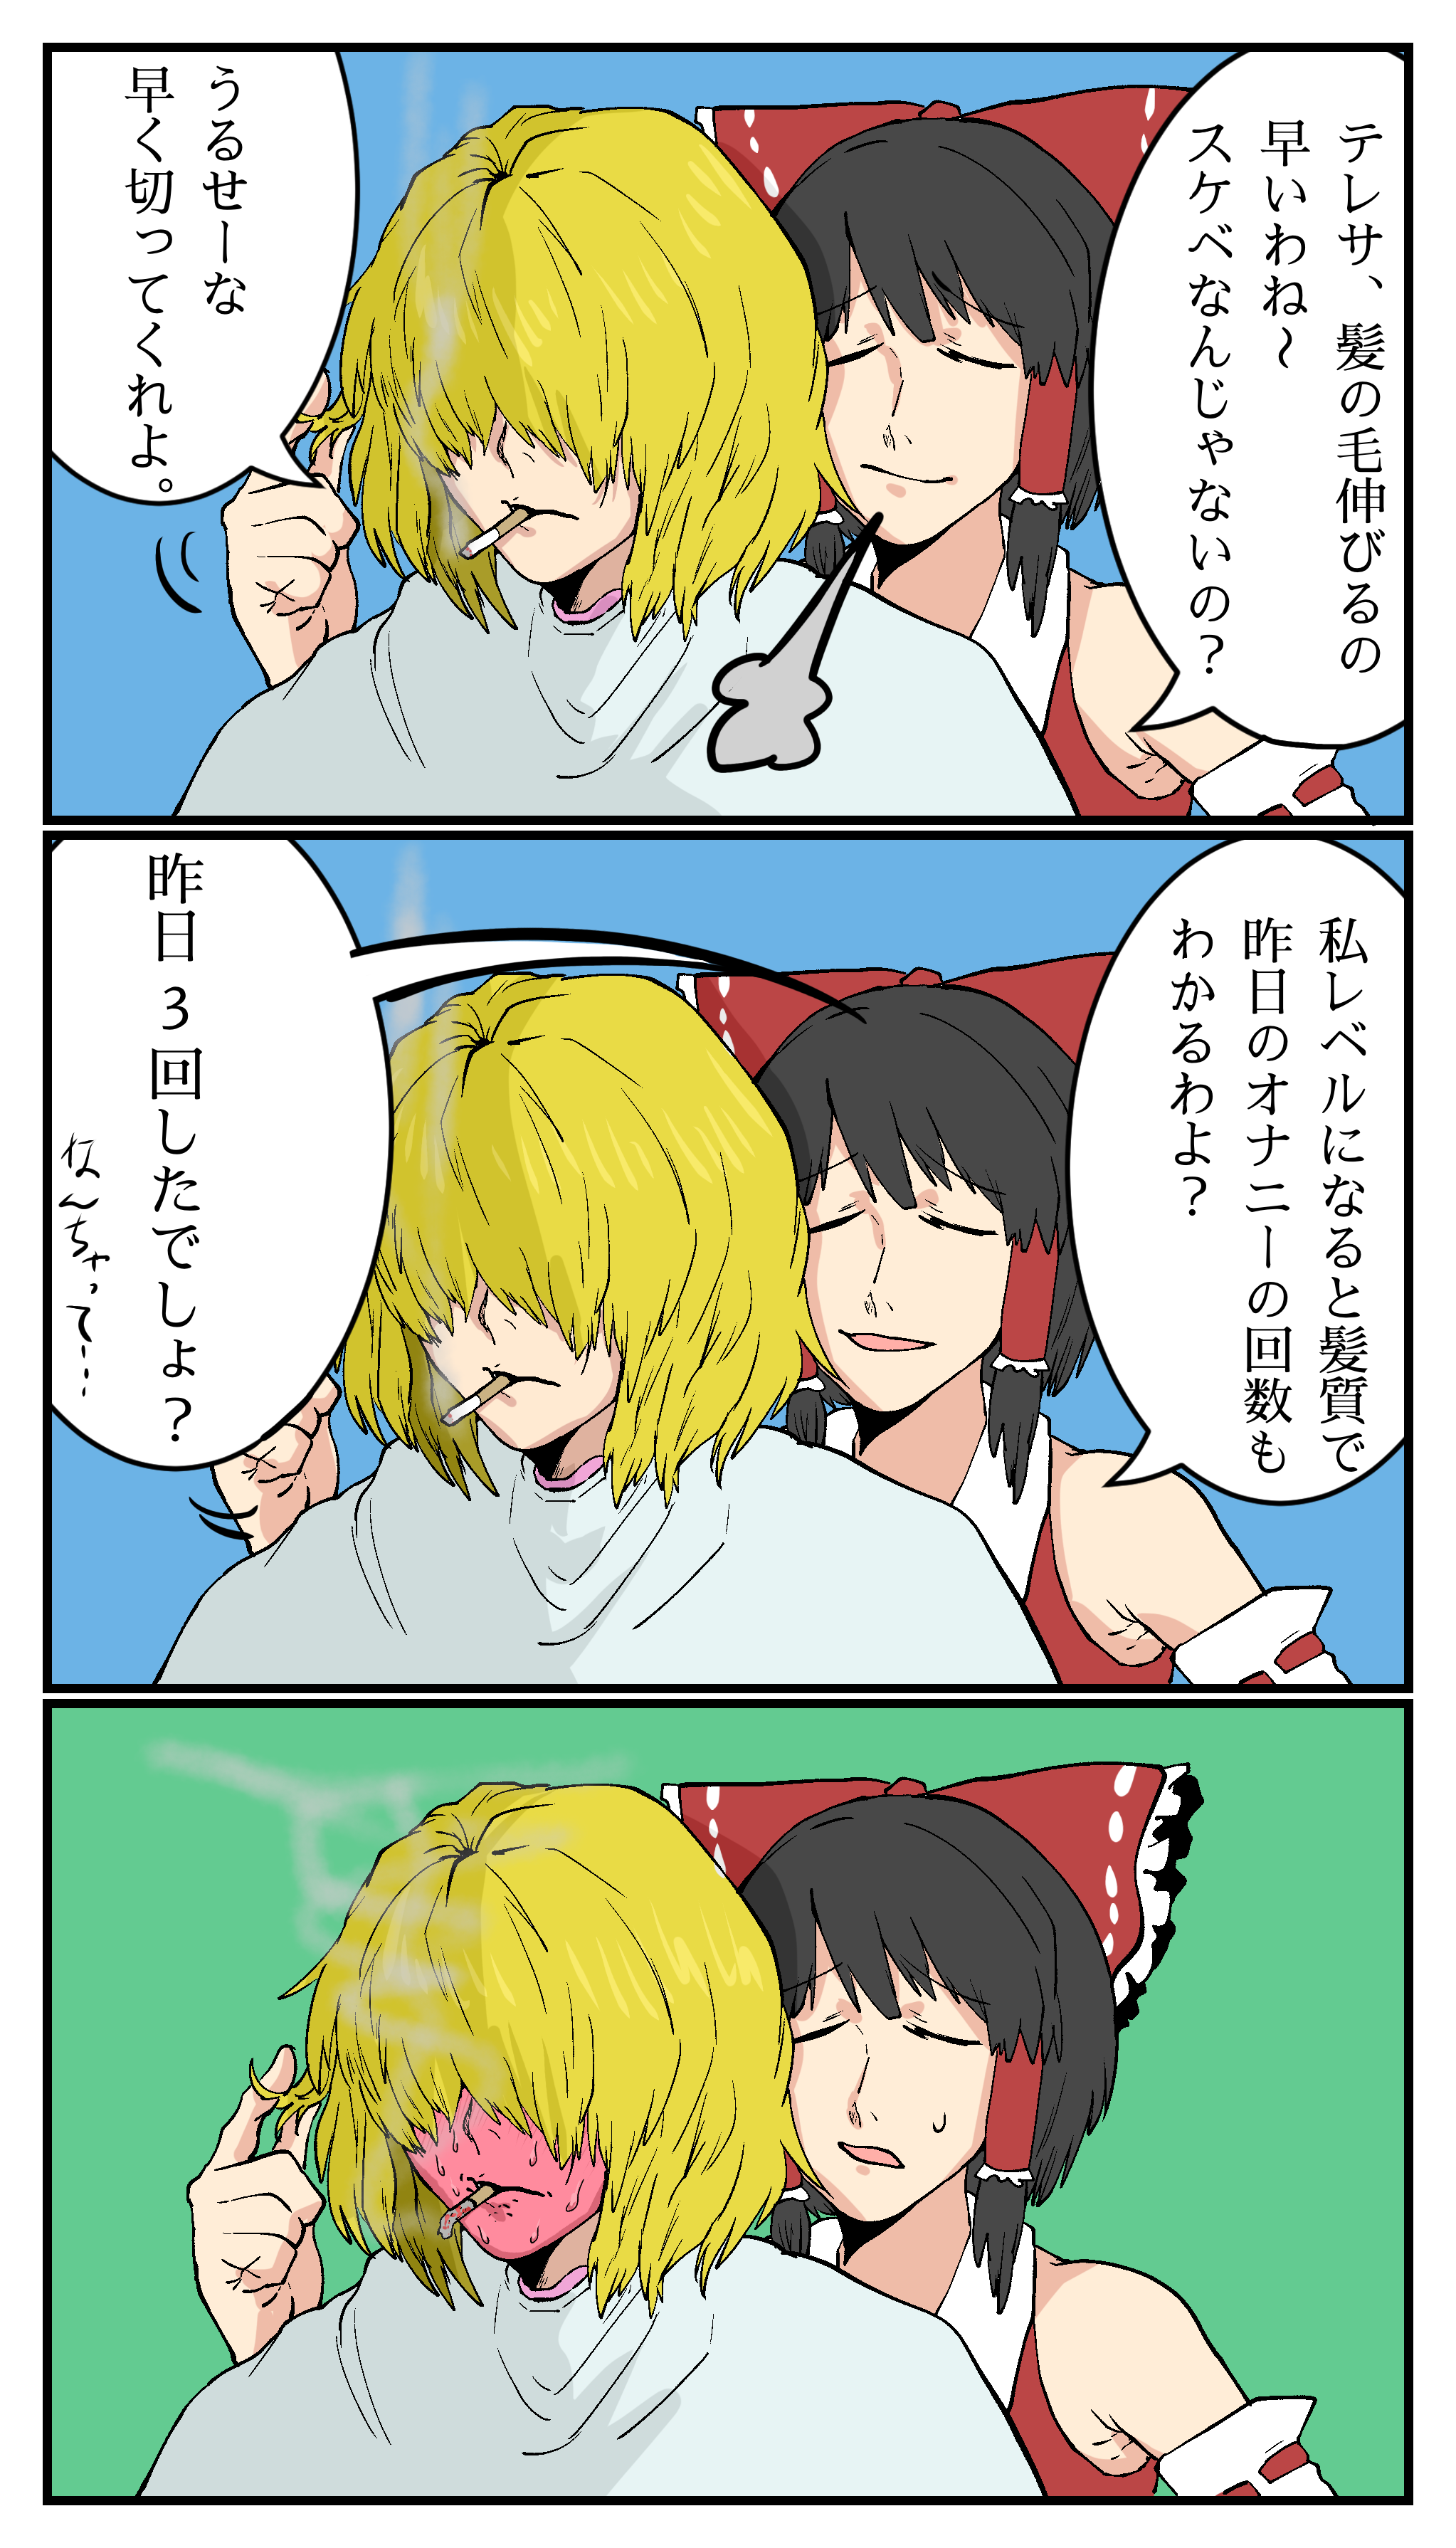 テレサ、髪の毛伸びるの
早いわね～
スケベなんじゃないの？
うるせーな
早く切ってくれよ。
私レベルになると髪質で
昨日のオナニーの回数も
わかるわよ？
昨日3回したでしょ？
なーんちゃって…